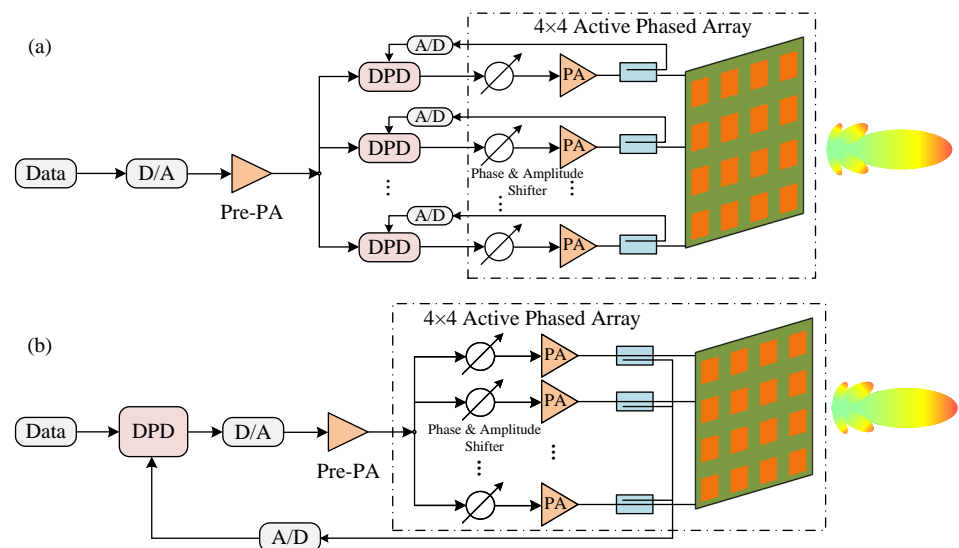 (a)
4×4 Active Phased Array
A/D
DPD
PA
A/D
DPD
PA
Data
D/A
Pre-PA
Phase & Amplitude
Shifter
...
...
...
A/D
DPD
PA
(b)
4×4 Active Phased Array
PA
PA
Data
DPD
D/A
Pre-PA
Phase & Amplitude
Shifter
...
...
PA
A/D